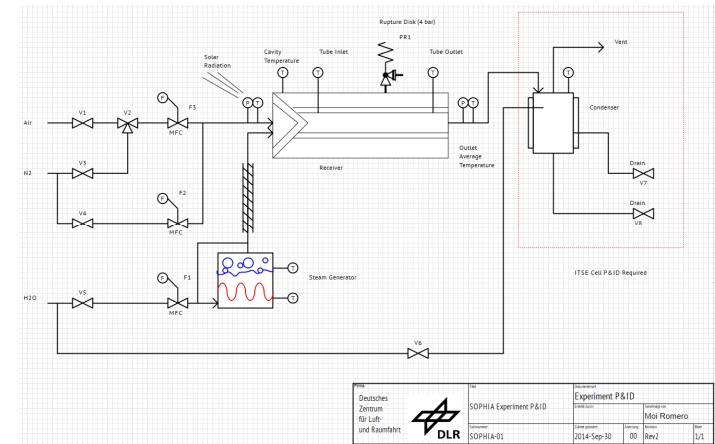 Rupture Disk (4 bar)
PR1
Solar
Radiation
Cavity
Temperature
Tube Inlet
Tube Outlet
Vent
T
T
T
T
F
F3
P
T
P
T
Condenser
V1
V2
Air
MFC
Outlet
Average
Temperature
V3
N2
Receiver
Drain
V7
F
F2
V4
MFC
Drain
V8
T
Steam Generator
ITSE Cell P&ID Required
F
F1
T
H2O
V5
MFC
V6
Deutsches
Zentrum
für Luft-
und Raumfahrt
DLR
SOPHIA Experiment P&ID
Experiment P&ID
Moi Romero
SOPHIA-01
2014-Sep-30
00
Rev2
1/1